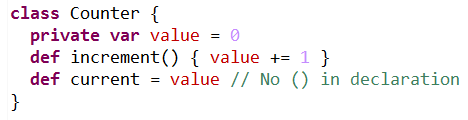 class Counter {
  private var value = 0
  def increment() { value += 1 }
  def current = value // No () in declaration
}